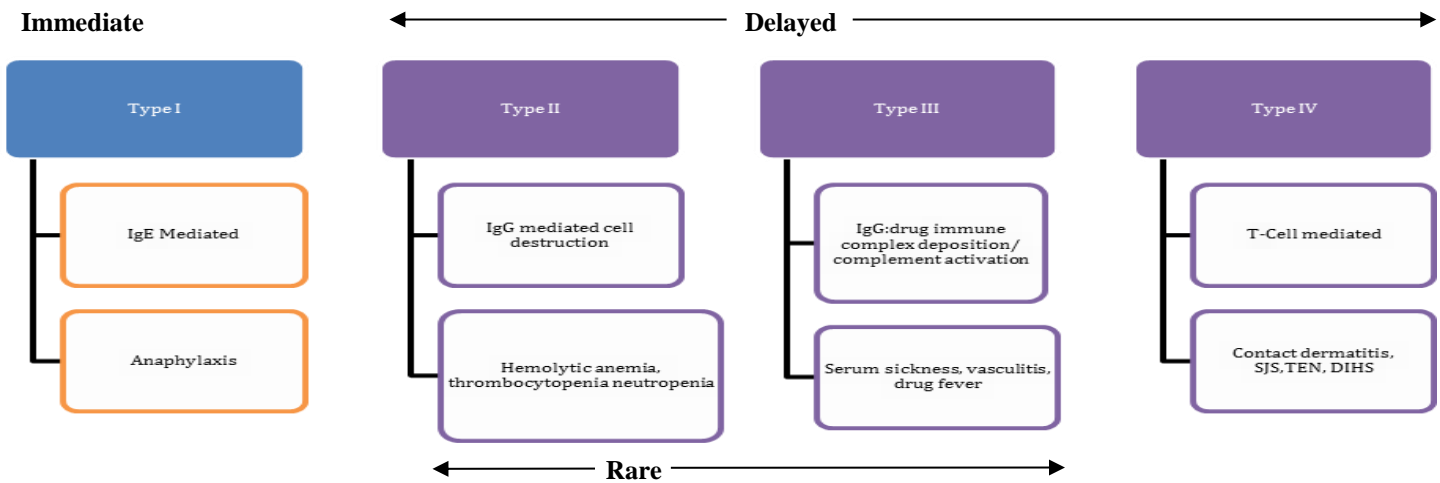 Immediate
Delayed
Type I
IgE Mediated
Anaphylaxis
Type II
IgG mediated cell
destruction
Hemolytic anemia,
thrombocytopenia neutropenia
Type III
IgG:drug immune
complex deposition/
complement activation
Serum sickness, vasculitis,
drug fever
Type IV
T-Cell mediated
Contact dermatitis,
SJS,TEN, DIHS
Rare